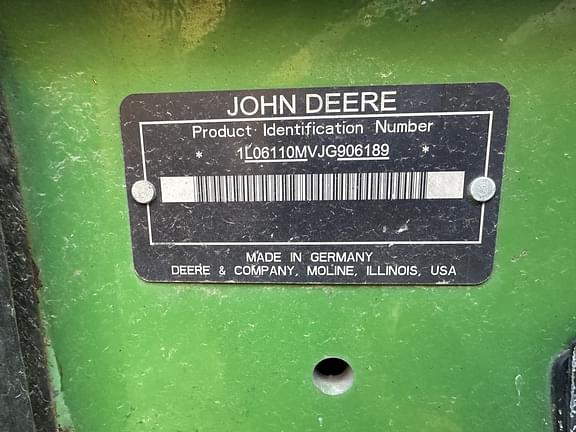 JOHN DEERE
Product Identification Number
* 1L06110MVJG906189 *
MADE IN GERMANY
DEERE & COMPANY, MOLINE, ILLINOIS, USA